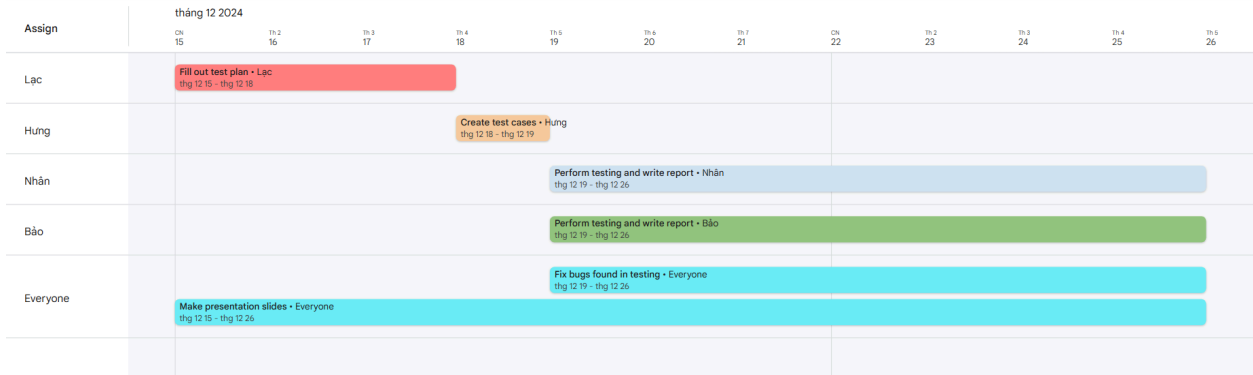 Assign
tháng 12 2024
CN Th 2 Th 3 Th 4 Th 5 Th 6 Th 7 CN Th 2 Th 3 Th 4 Th 5
15 16 17 18 19 20 21 22 23 24 25 26
Lạc
Fill out test plan • Lạc
thg 12 15 - thg 12 18
Hưng
Create test cases • Hưng
thg 12 18 - thg 12 19
Nhân
Perform testing and write report • Nhân
thg 12 19 - thg 12 26
Bảo
Perform testing and write report • Bảo
thg 12 19 - thg 12 26
Everyone
Fix bugs found in testing • Everyone
thg 12 19 - thg 12 26
Make presentation slides • Everyone
thg 12 15 - thg 12 26